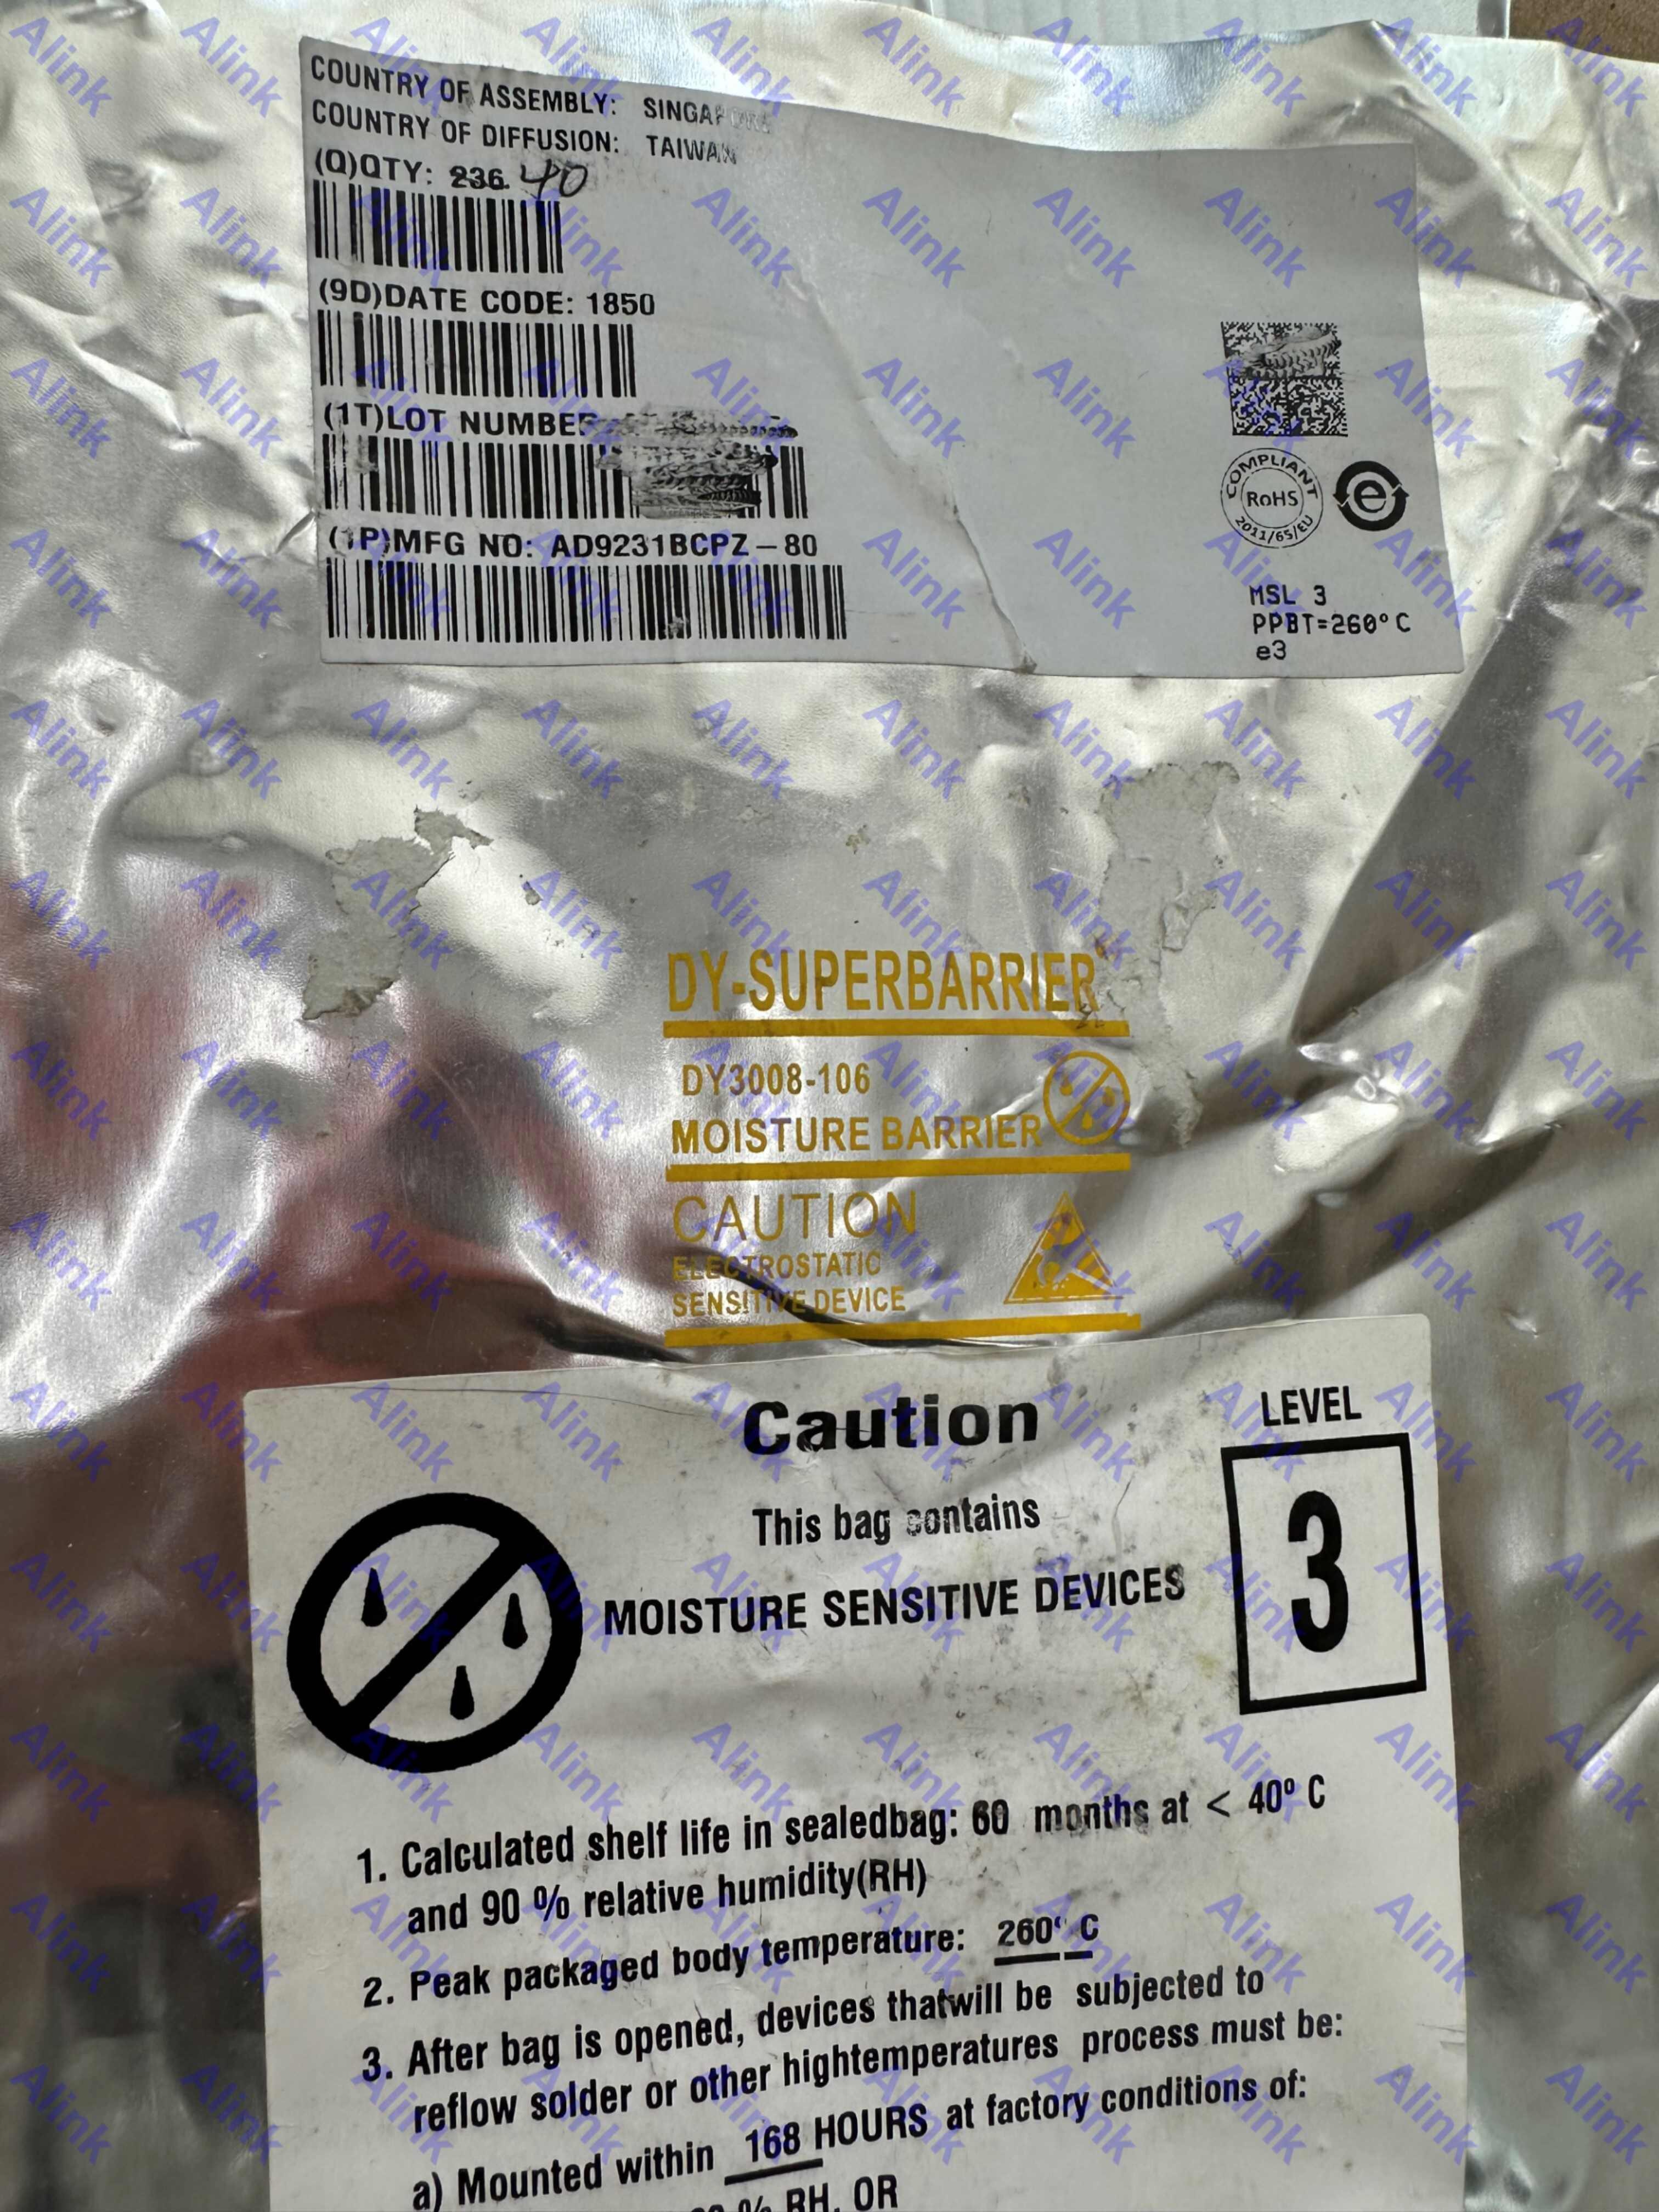 COUNTRY OF ASSEMBLY: SINGAPORE
COUNTRY OF DIFFUSION: TAIWAN
(Q)QTY: 236. 40
(9D)DATE CODE: 1850
(1T)LOT NUMBER
(1P)MFG NO: AD9231BCPZ-80
COMPLIANT
RoHS
2011/65/EU
e
MSL 3
PPBT=260°C
e3
DY-SUPERBARRIER
DY3008-106
MOISTURE BARRIER
CAUTION
ELECTROSTATIC
SENSITIVE DEVICE
Caution
LEVEL
3
This bag contains
MOISTURE SENSITIVE DEVICES
1. Calculated shelf life in sealedbag: 60 months at < 40° C
and 90 % relative humidity(RH)
2. Peak packaged body temperature: 260° C
3. After bag is opened, devices thatwill be subjected to
reflow solder or other hightemperatures process must be:
a) Mounted within 168 HOURS at factory conditions of:
% RH, OR
Alink